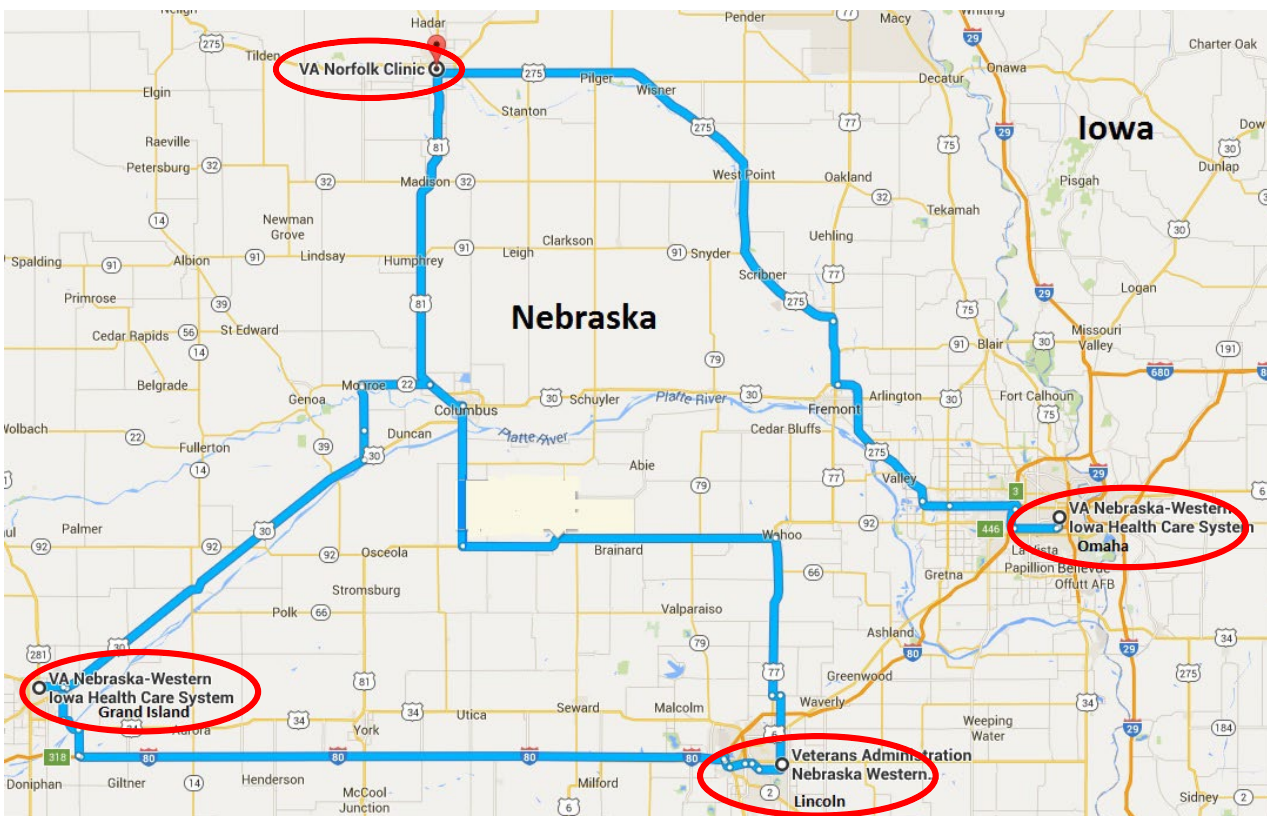 Neligh
Hadar
Pender
Macy
29
Charter Oak
275
Tilden
VA Norfolk Clinic
275
Pilger
Wisner
Decatur
Onawa
Elgin
Stanton
275
77
75
29
Iowa
Dow
30
Dunlap
Raeville
Petersburg
32
81
32
Madison
32
West Point
Oakland
32
Pisgah
14
Newman
Grove
Tekamah
30
Spalding
91
Albion
91
Lindsay
Humphrey
91
Leigh
Clarkson
91
Snyder
Uehling
77
Scribner
Primrose
39
81
Nebraska
275
29
Logan
Cedar Rapids
56
St Edward
14
79
91
Blair
30
Missouri
Valley
191
Belgrade
Monroe
22
Genoa
Columbus
30
Schuyler
Platte River
30
Fremont
Arlington
Fort Calhoun
680
75
Wolbach
22
Fullerton
39
Duncan
30
Platte River
Cedar Bluffs
77
275
14
Abie
79
Valley
29
6
3
Palmer
92
92
92
Osceola
Brainard
Wahoo
92
446
VA Nebraska-Western
Iowa Health Care System
Omaha
La Vista
Papillion
Bellevue
Offutt AFB
30
Stromsburg
66
Gretna
Polk
66
Valparaiso
79
Ashland
34
281
30
80
29
275
VA Nebraska-Western
Iowa Health Care System
Grand Island
81
77
Greenwood
34
Aurora
34
York
Utica
34
Seward
Malcolm
Waverly
Weeping
Water
34
29
184
318
80
80
80
80
6
Veterans Administration
Nebraska Western.
Lincoln
2
Doniphan
Giltner
14
Henderson
McCool
Junction
Milford
6
Sidney
2